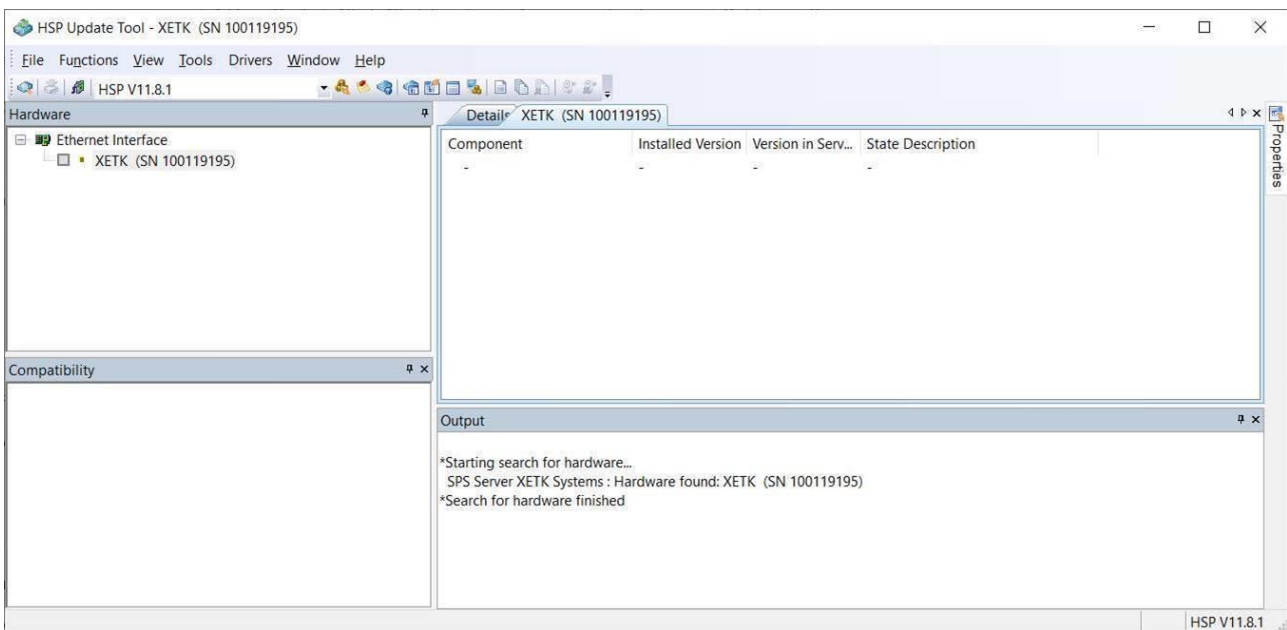 HSP Update Tool - XETK (SN 100119195)
File Functions View Tools Drivers Window Help
HSP V11.8.1
Hardware
Ethernet Interface
XETK (SN 100119195)
Details XETK (SN 100119195)
Component Installed Version Version in Serv... State Description
- - - -
Properties
Compatibility
Output
*Starting search for hardware...
SPS Server XETK Systems : Hardware found: XETK (SN 100119195)
*Search for hardware finished
HSP V11.8.1